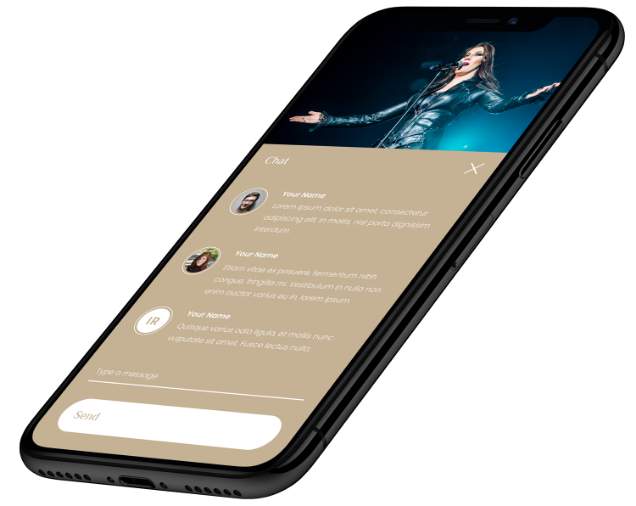 Chat
Your Name
Lorem ipsum dolor sit amet, consectetur
adipiscing elit. In mollis, nisl porta dignissim
interdum.
Your Name
Diam vitae ex posuere, fermentum nibh
congue, fringilla mi. Vestibulum in nulla non
enim auctor varius eu in, lorem ipsum.
IR
Your Name
Quisque varius odio ligula, et mollis nunc
vulputate sit amet. Fusce lectus nulla
Type a message
Send